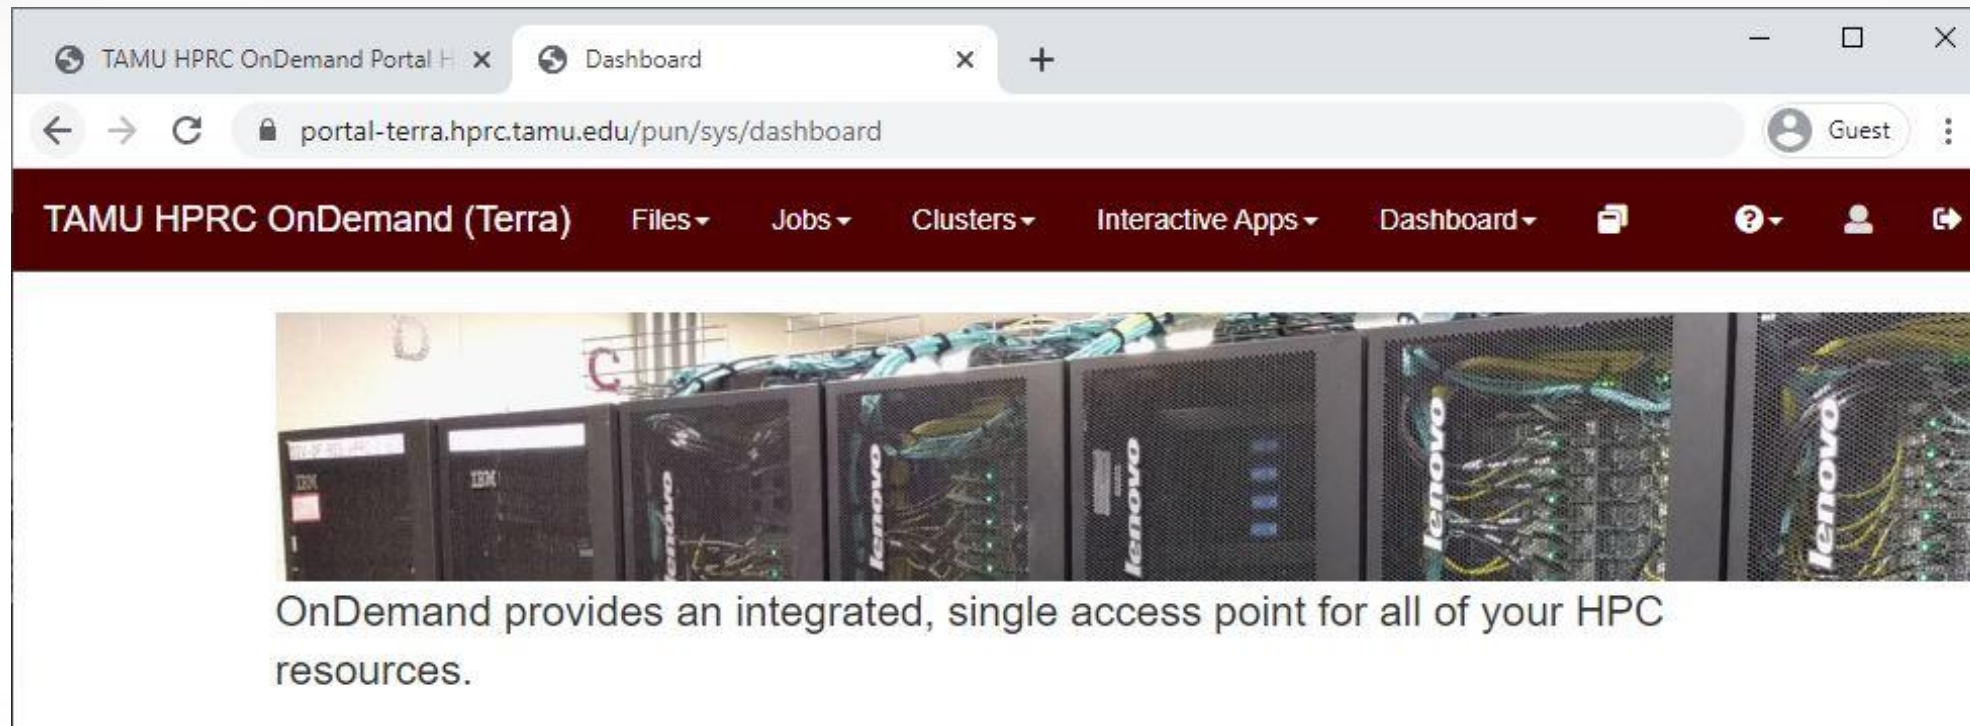 TAMU HPRC OnDemand Portal H
Dashboard
portal-terra.hprc.tamu.edu/pun/sys/dashboard
Guest
TAMU HPRC OnDemand (Terra) Files Jobs Clusters Interactive Apps Dashboard
D
C
IBM
IBM
lenovo
lenovo
lenovo
lenovo
lenovo
OnDemand provides an integrated, single access point for all of your HPC
resources.